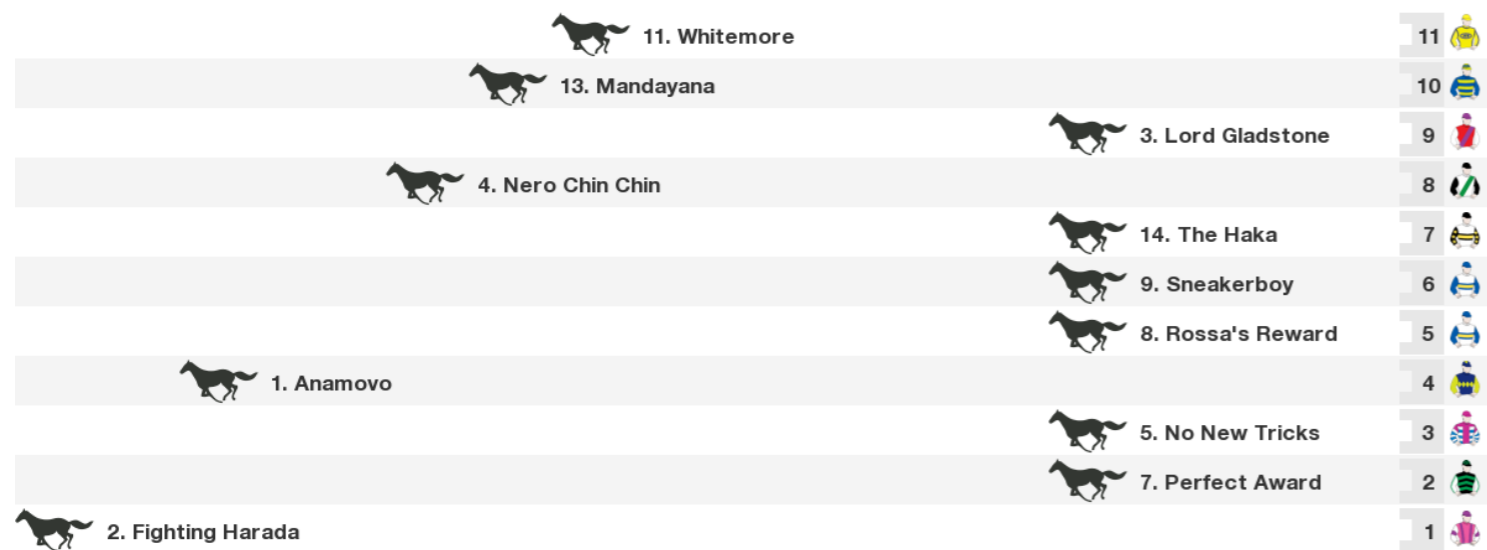 11. Whitemore 11
13. Mandayana 10
3. Lord Gladstone 9
4. Nero Chin Chin 8
14. The Haka 7
9. Sneakerboy 6
8. Rossa's Reward 5
1. Anamovo 4
5. No New Tricks 3
7. Perfect Award 2
2. Fighting Harada 1